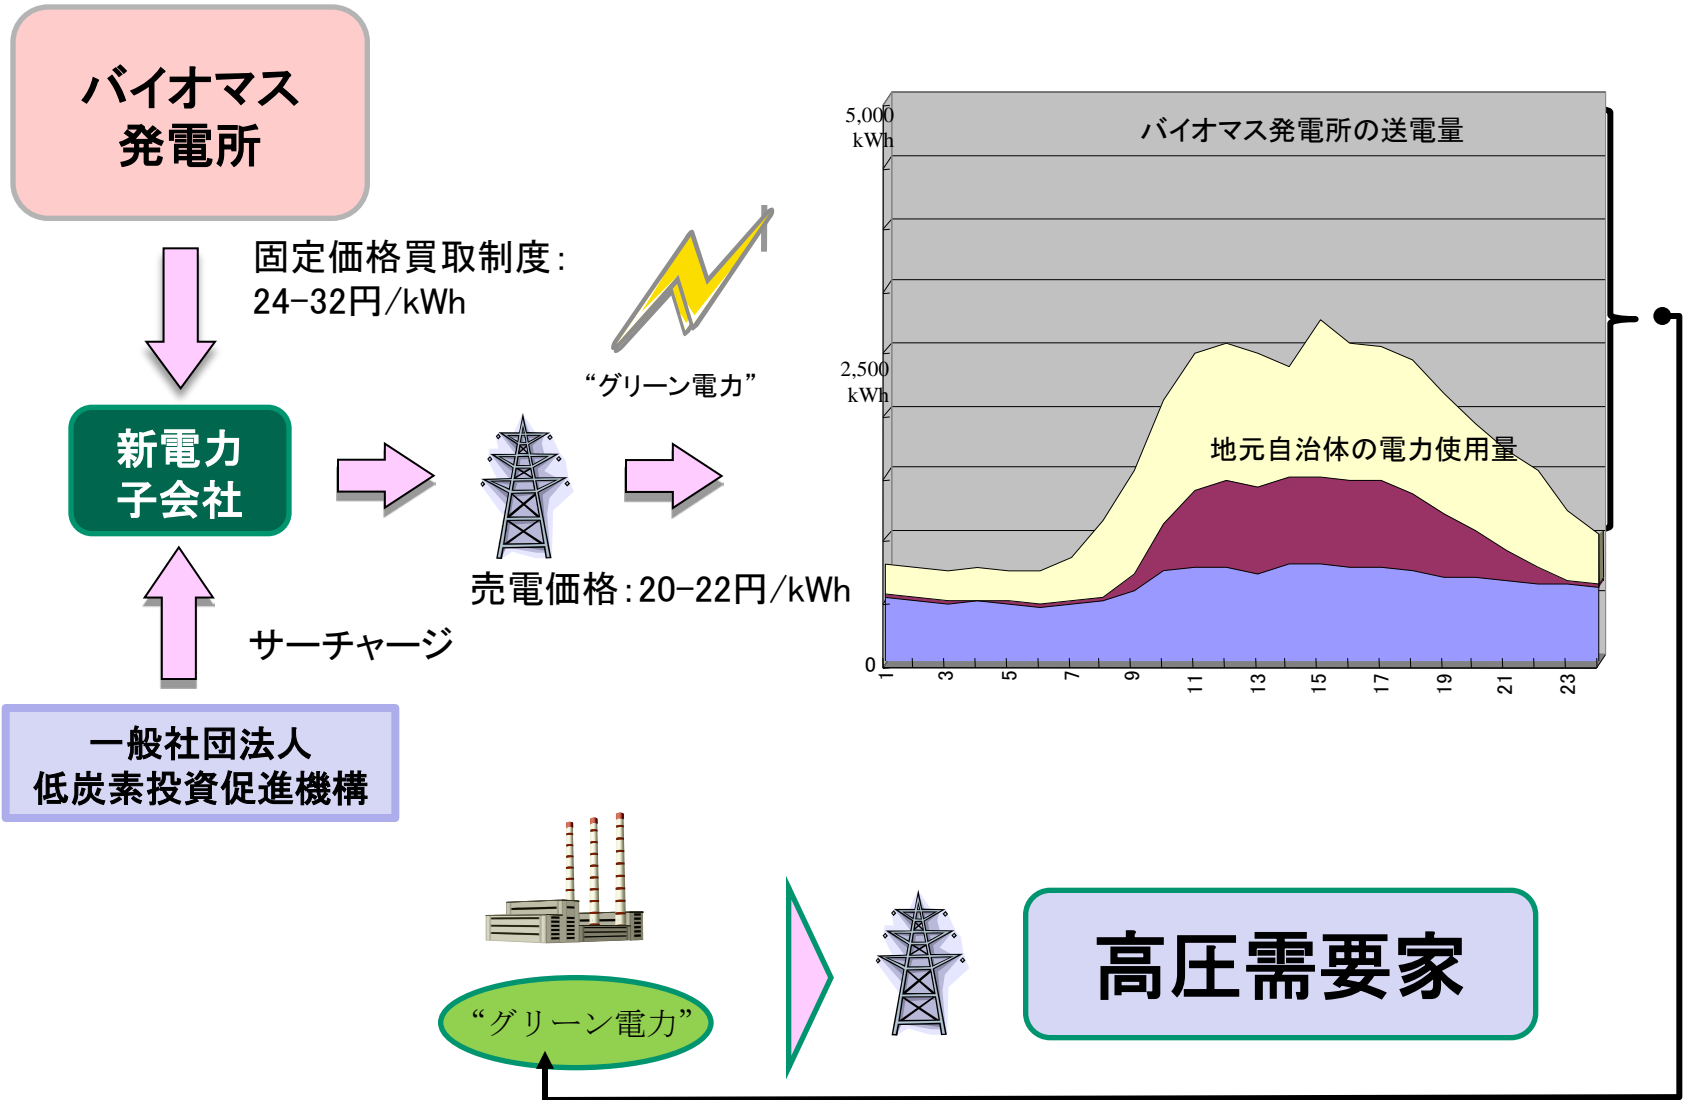 バイオマス
発電所
固定価格買取制度：
24-32円/kWh
“グリーン電力”
新電力
子会社
売電価格：20-22円/kWh
サーチャージ
一般社団法人
低炭素投資促進機構
5,000
kWh
バイオマス発電所の送電量
2,500
kWh
地元自治体の電力使用量
0
1 3 5 7 9 11 13 15 17 19 21 23
“グリーン電力”
高圧需要家